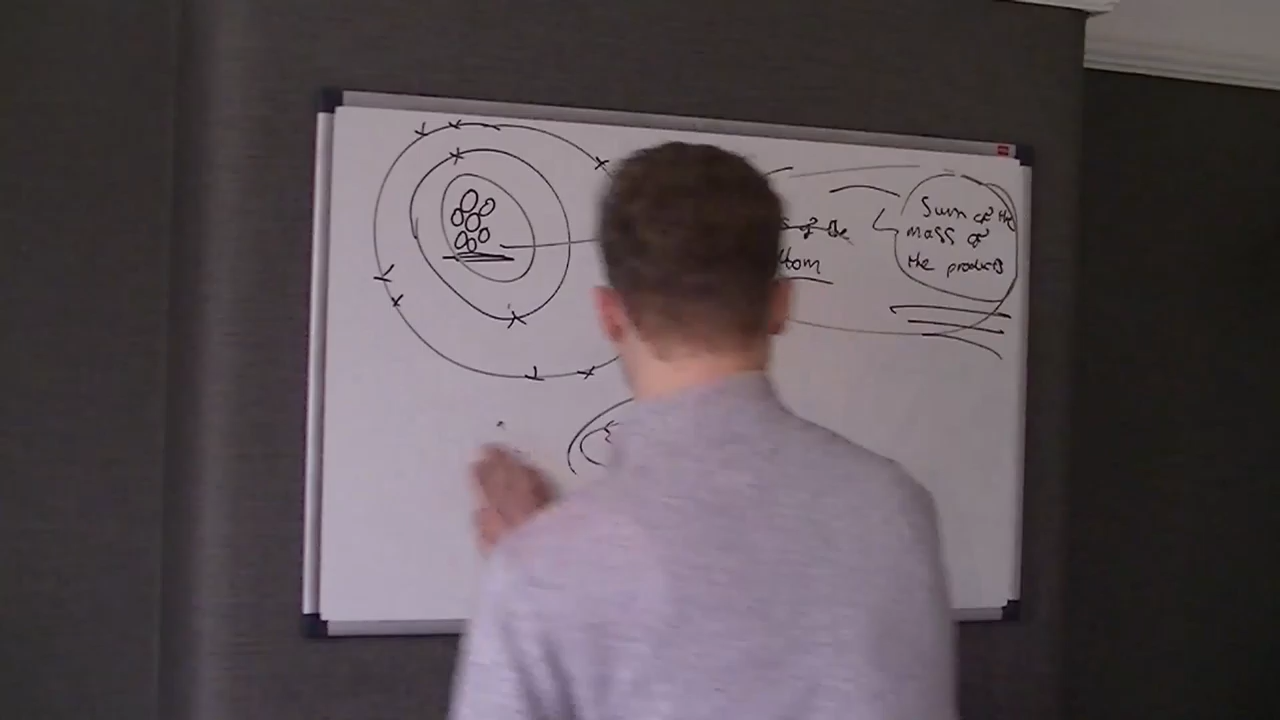 Sum of the
mass of
the products
s of the
tom